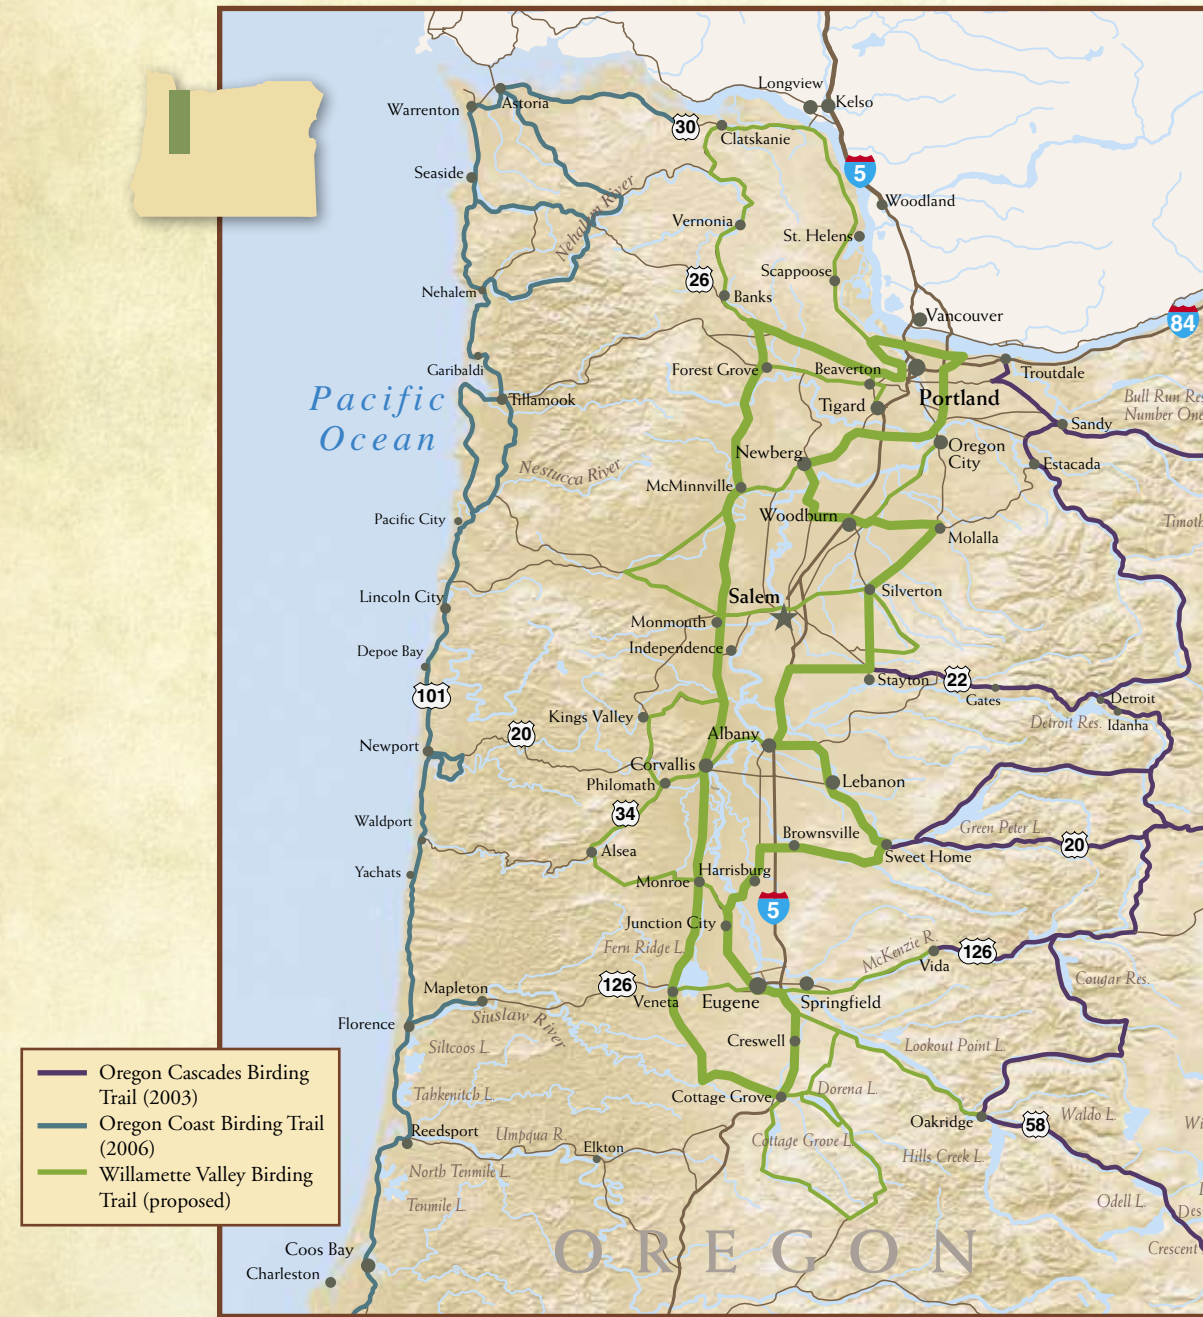 Longview
Kelso
Astoria
Warrenton
30
Clatskanie
5
Seaside
Woodland
Nehalem River
Vernonia
St. Helens
Scappoose
26
Nehalem
Banks
Vancouver
84
Garibaldi
Forest Grove
Beaverton
Troutdale
Pacific
Ocean
Tillamook
Tigard
Portland
Bull Run Res
Number One
Sandy
Newberg
Oregon
City
Estacada
Nestucca River
McMinnville
Pacific City
Woodburn
Molalla
Timoth
Lincoln City
Salem
Silverton
Monmouth
Independence
Depoe Bay
101
Stayton
22
Gates
Detroit
Detroit Res.
Idanha
Kings Valley
20
Newport
Albany
Corvallis
Philomath
Lebanon
34
Waldport
Brownsville
Green Peter L.
20
Alsea
Sweet Home
Yachats
Monroe
Harrisburg
5
Junction City
Fern Ridge L.
McKenzie R.
126
Vida
Cougar Res.
Mapleton
126
Veneta
Eugene
Springfield
Siuslaw River
Florence
Creswell
Lookout Point L.
Siltcoos L.
Oregon Cascades Birding
Trail (2003)
Oregon Coast Birding Trail
(2006)
Willamette Valley Birding
Trail (proposed)
Tahkenitch L.
Cottage Grove
Dorena L.
Oakridge
58
Waldo L.
Wi
Reedsport
Umpqua R.
Elkton
Cottage Grove L.
Hills Creek L.
North Tenmile L.
Tenmile L.
Odell L.
Des
Crescent
Coos Bay
Charleston
OREGON